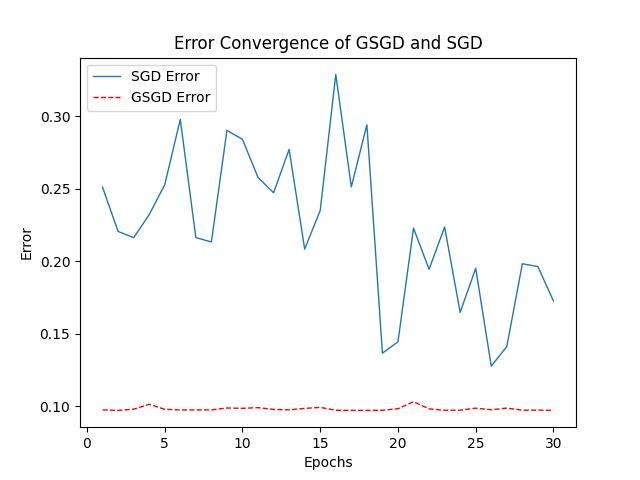 Error Convergence of GSGD and SGD
SGD Error
GSGD Error
0.30
0.25
0.20
0.15
0.10
Error
0 5 10 15 20 25 30
Epochs